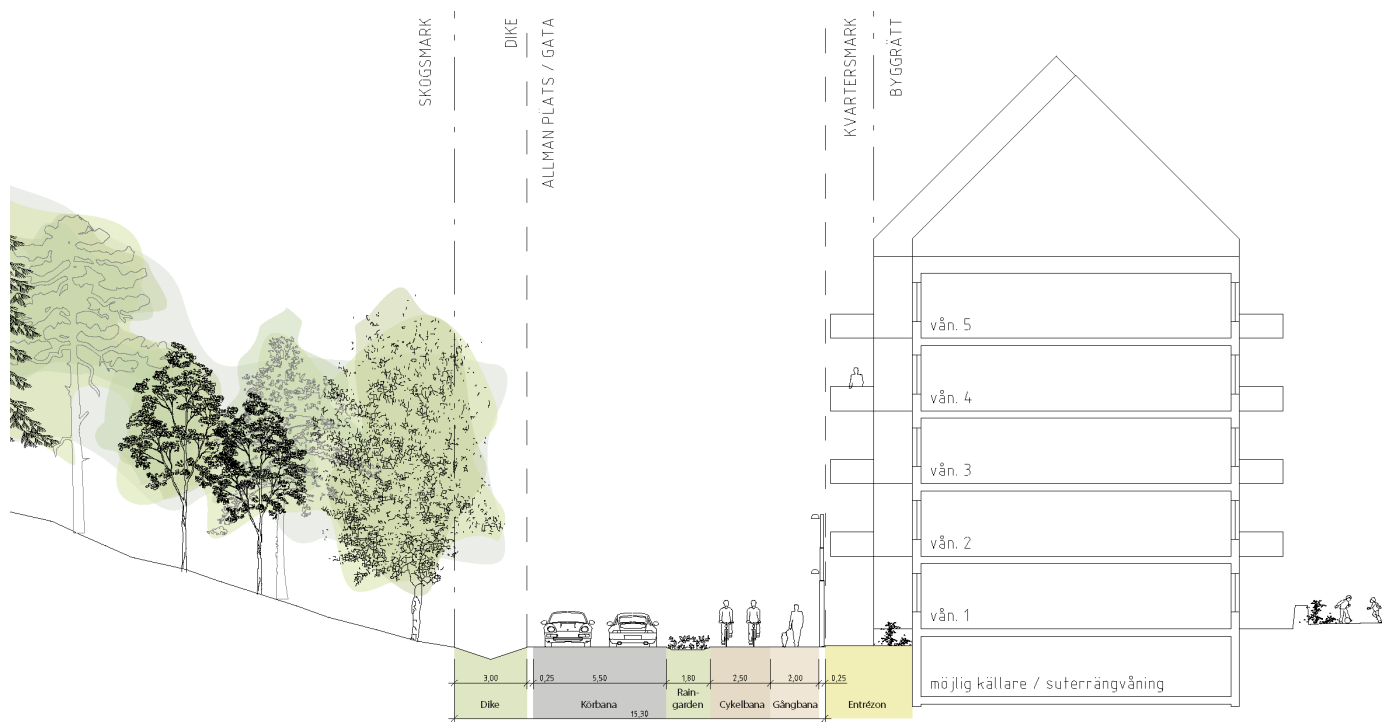 SKOGSMARK
DIKE
ALLMAN PLATS / GATA
KVARTERSMARK
BYGGRÄTT
vån. 5
vån. 4
vån. 3
vån. 2
vån. 1
möjlig källare / suterrängvåning
3,00
0,25
5,50
1,80
2,50
2,00
0,25
Dike
Körbana
Rain-
garden
Cykelbana
Gångbana
Entrézon
15,30